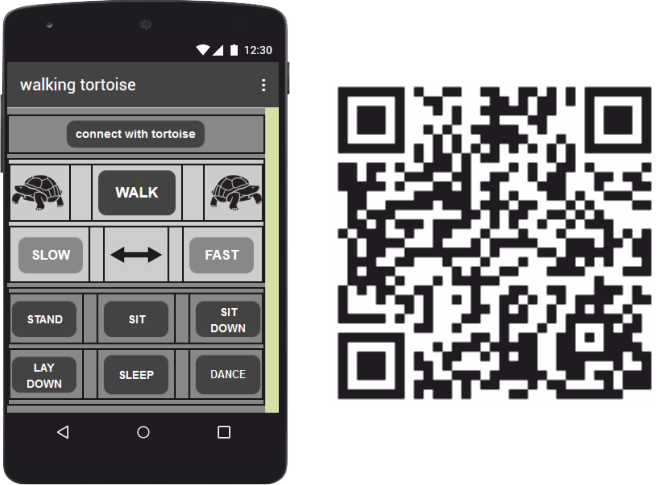 12:30
walking tortoise
connect with tortoise
WALK
SLOW
FAST
STAND
SIT
SIT
DOWN
LAY
DOWN
SLEEP
DANCE